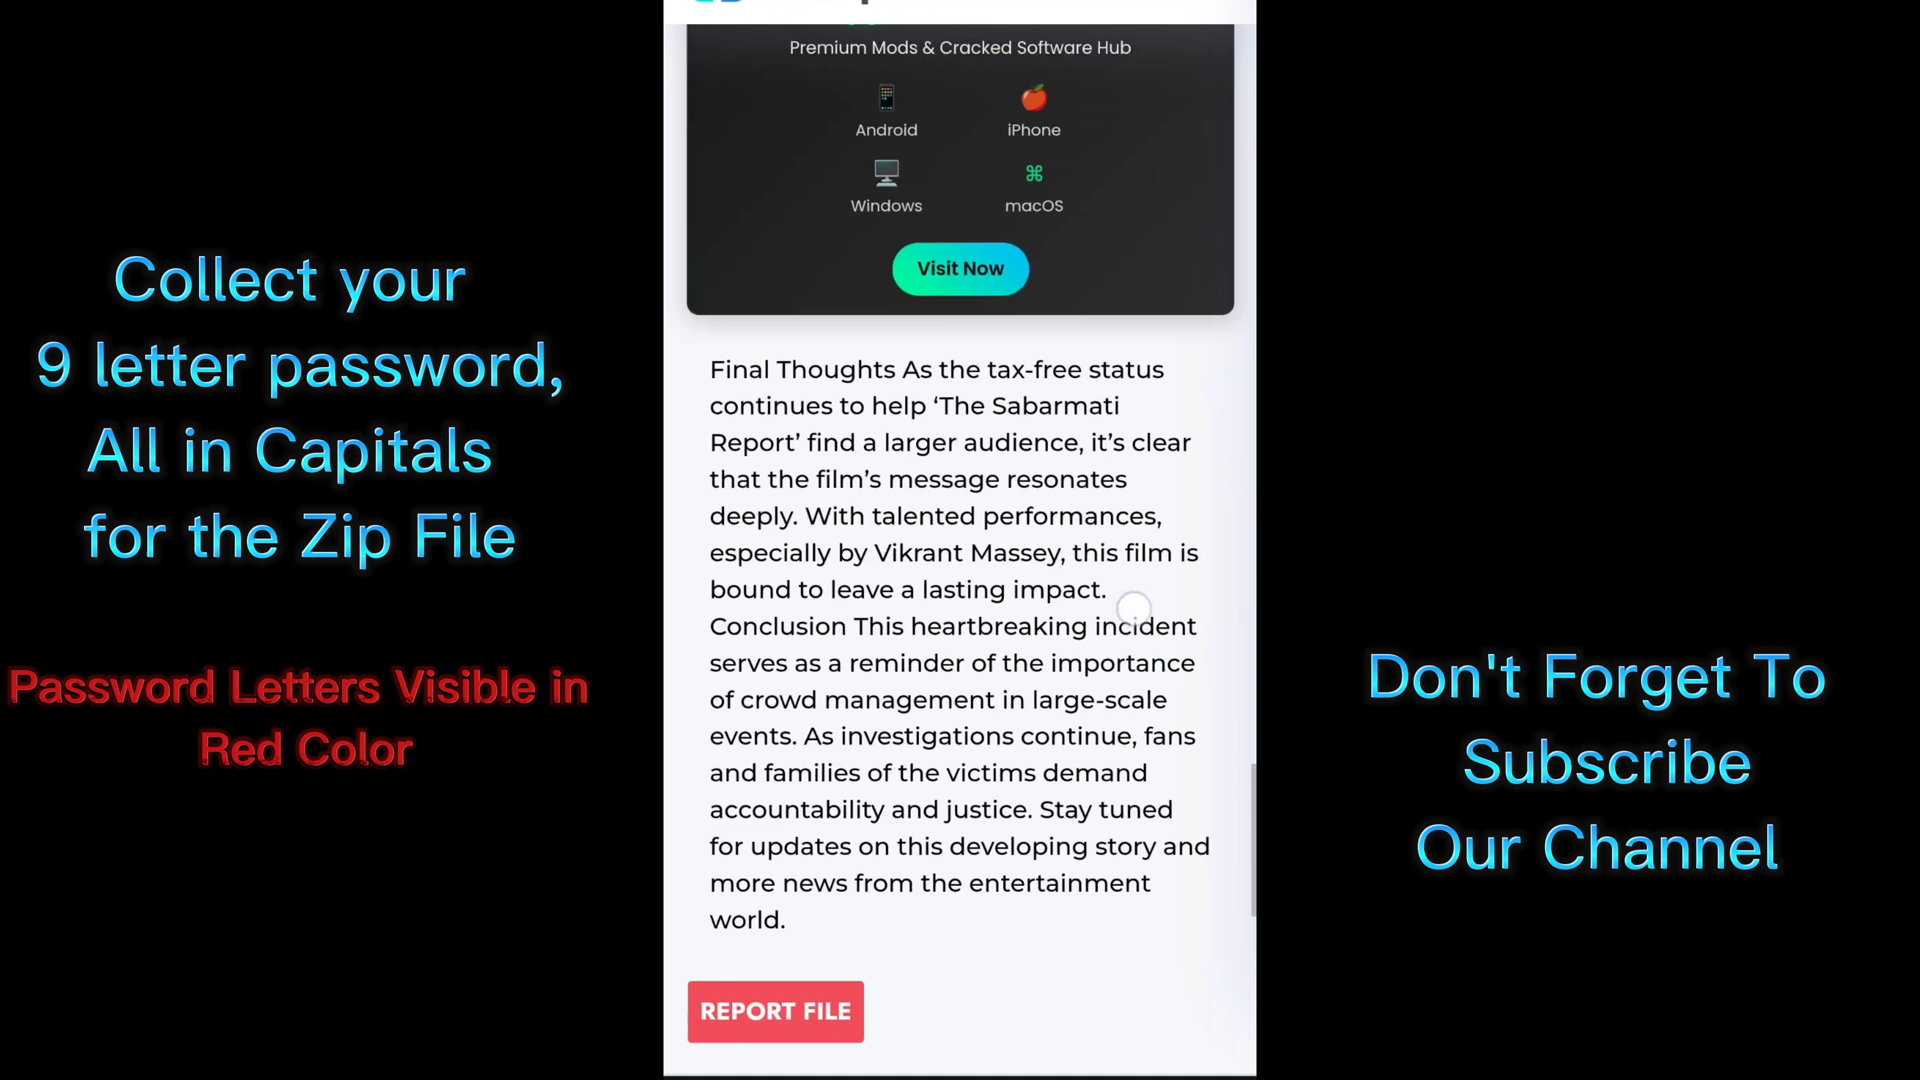 Collect your
9 letter password,
All in Capitals
for the Zip File
Password Letters Visible in
Red Color
Premium Mods & Cracked Software Hub
Android
iPhone
Windows
macOS
Visit Now
Final Thoughts As the tax-free status
continues to help ‘The Sabarmati
Report’ find a larger audience, it’s clear
that the film’s message resonates
deeply. With talented performances,
especially by Vikrant Massey, this film is
bound to leave a lasting impact.
Conclusion This heartbreaking incident
serves as a reminder of the importance
of crowd management in large-scale
events. As investigations continue, fans
and families of the victims demand
accountability and justice. Stay tuned
for updates on this developing story and
more news from the entertainment
world.
REPORT FILE
Don't Forget To
Subscribe
Our Channel